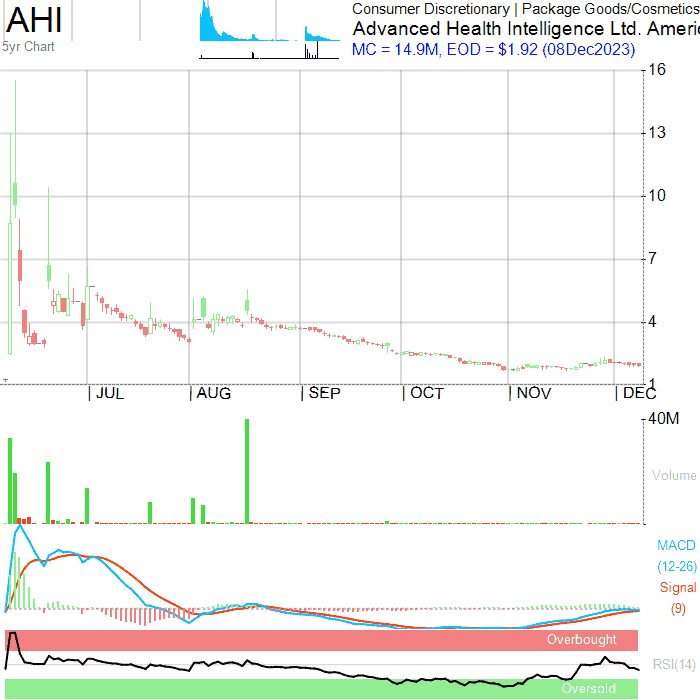 AHI
5yr Chart
Consumer Discretionary | Package Goods/Cosmetics
Advanced Health Intelligence Ltd. Ameri
MC = 14.9M, EOD = $1.92 (08Dec2023)
16
13
10
7
4
1
| JUL | AUG | SEP | OCT | NOV | DEC
40M
Volume
MACD
(12-26)
Signal
(9)
Overbought
RSI(14)
Oversold